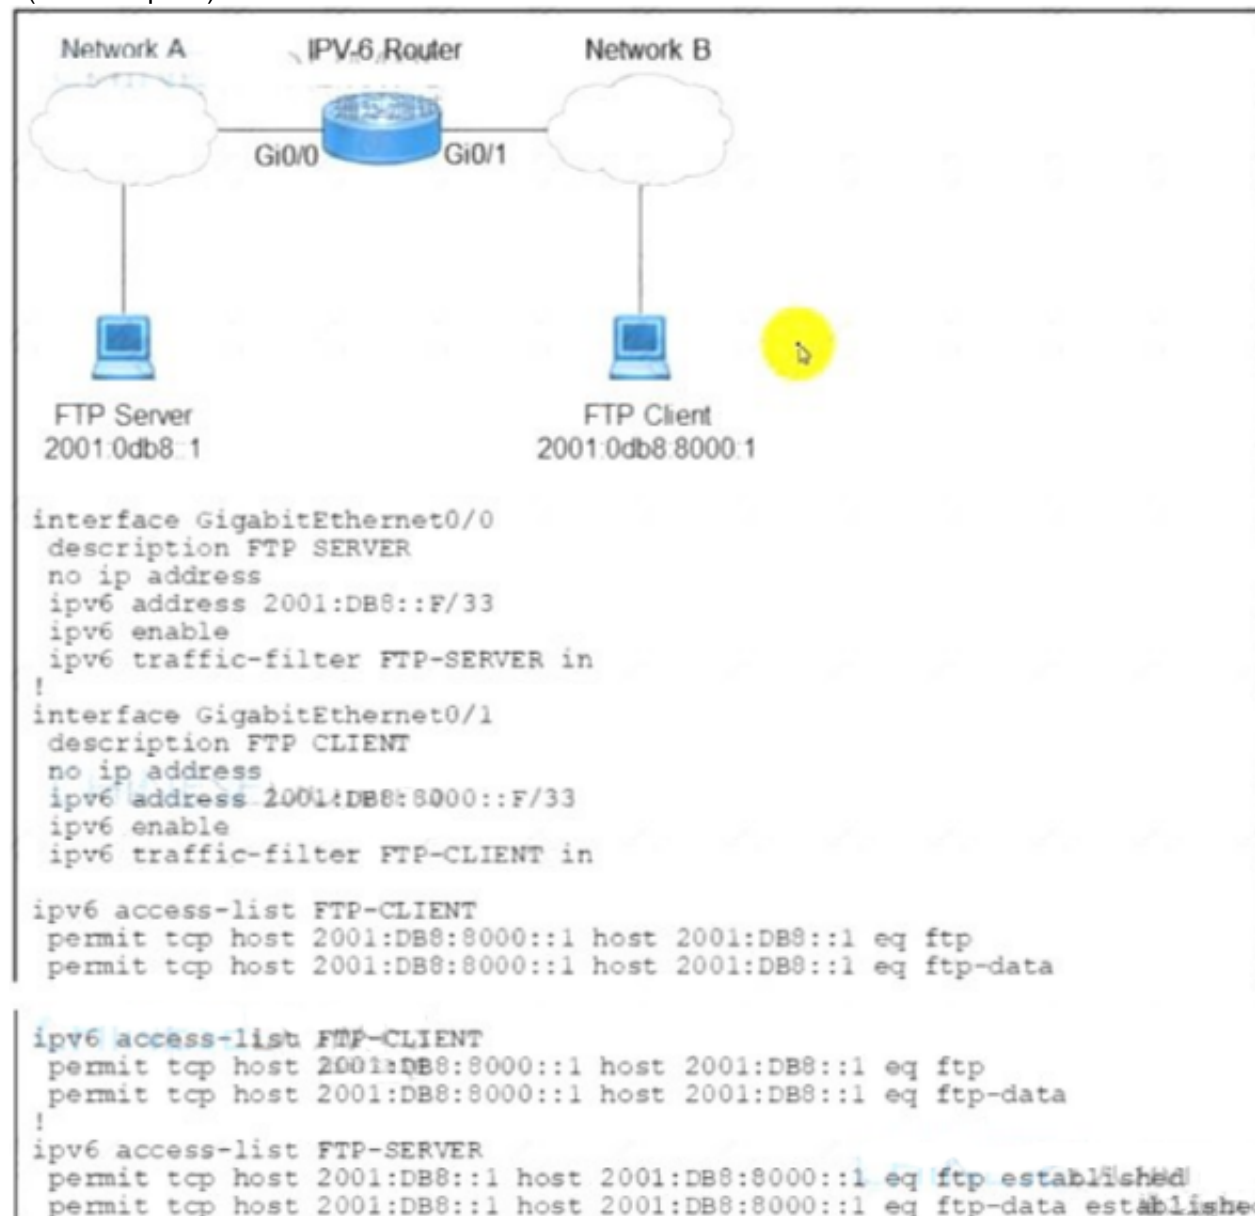 Network A IPV-6 Router Network B
Gi0/0 Gi0/1
FTP Server FTP Client
2001:0db8::1 2001:0db8:8000:1
interface GigabitEthernet0/0
description FTP SERVER
no ip address
ipv6 address 2001:DB8::F/33
ipv6 enable
ipv6 traffic-filter FTP-SERVER in
!
interface GigabitEthernet0/1
description FTP CLIENT
no ip address
ipv6 address 2001:DB8:8000::F/33
ipv6 enable
ipv6 traffic-filter FTP-CLIENT in
ipv6 access-list FTP-CLIENT
permit tcp host 2001:DB8:8000::1 host 2001:DB8::1 eq ftp
permit tcp host 2001:DB8:8000::1 host 2001:DB8::1 eq ftp-data
ipv6 access-list FTP-CLIENT
permit tcp host 2001:DB8:8000::1 host 2001:DB8::1 eq ftp
permit tcp host 2001:DB8:8000::1 host 2001:DB8::1 eq ftp-data
!
ipv6 access-list FTP-SERVER
permit tcp host 2001:DB8::1 host 2001:DB8:8000::1 eq ftp established
permit tcp host 2001:DB8::1 host 2001:DB8:8000::1 eq ftp-data establishe